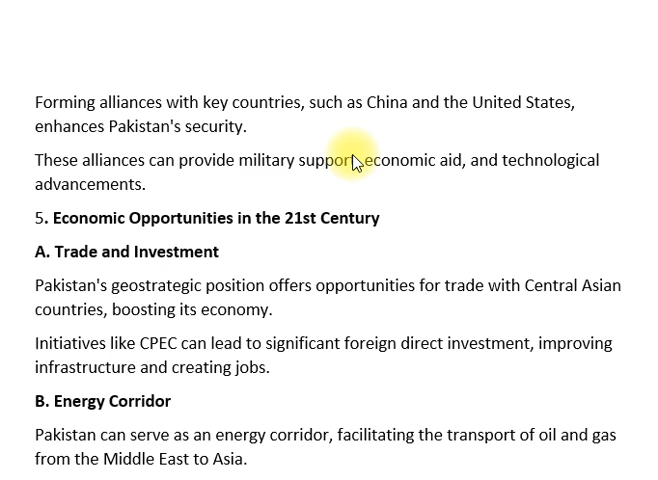 Forming alliances with key countries, such as China and the United States,
enhances Pakistan's security.
These alliances can provide military support, economic aid, and technological
advancements.
5. Economic Opportunities in the 21st Century
A. Trade and Investment
Pakistan's geostrategic position offers opportunities for trade with Central Asian
countries, boosting its economy.
Initiatives like CPEC can lead to significant foreign direct investment, improving
infrastructure and creating jobs.
B. Energy Corridor
Pakistan can serve as an energy corridor, facilitating the transport of oil and gas
from the Middle East to Asia.